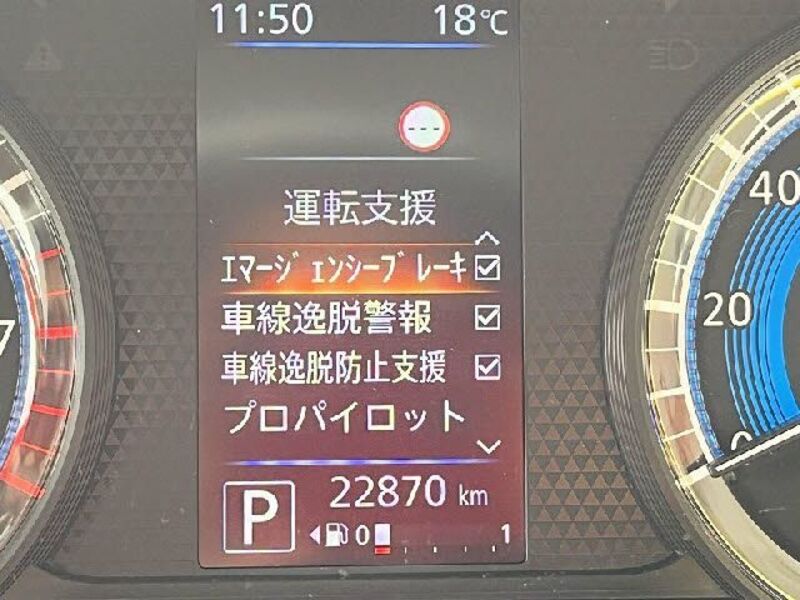 11:50 18℃
---
運転支援
エマージェンシーブレーキ
車線逸脱警報
車線逸脱防止支援
プロパイロット
22870 km
P
0 1
7
40
20
0